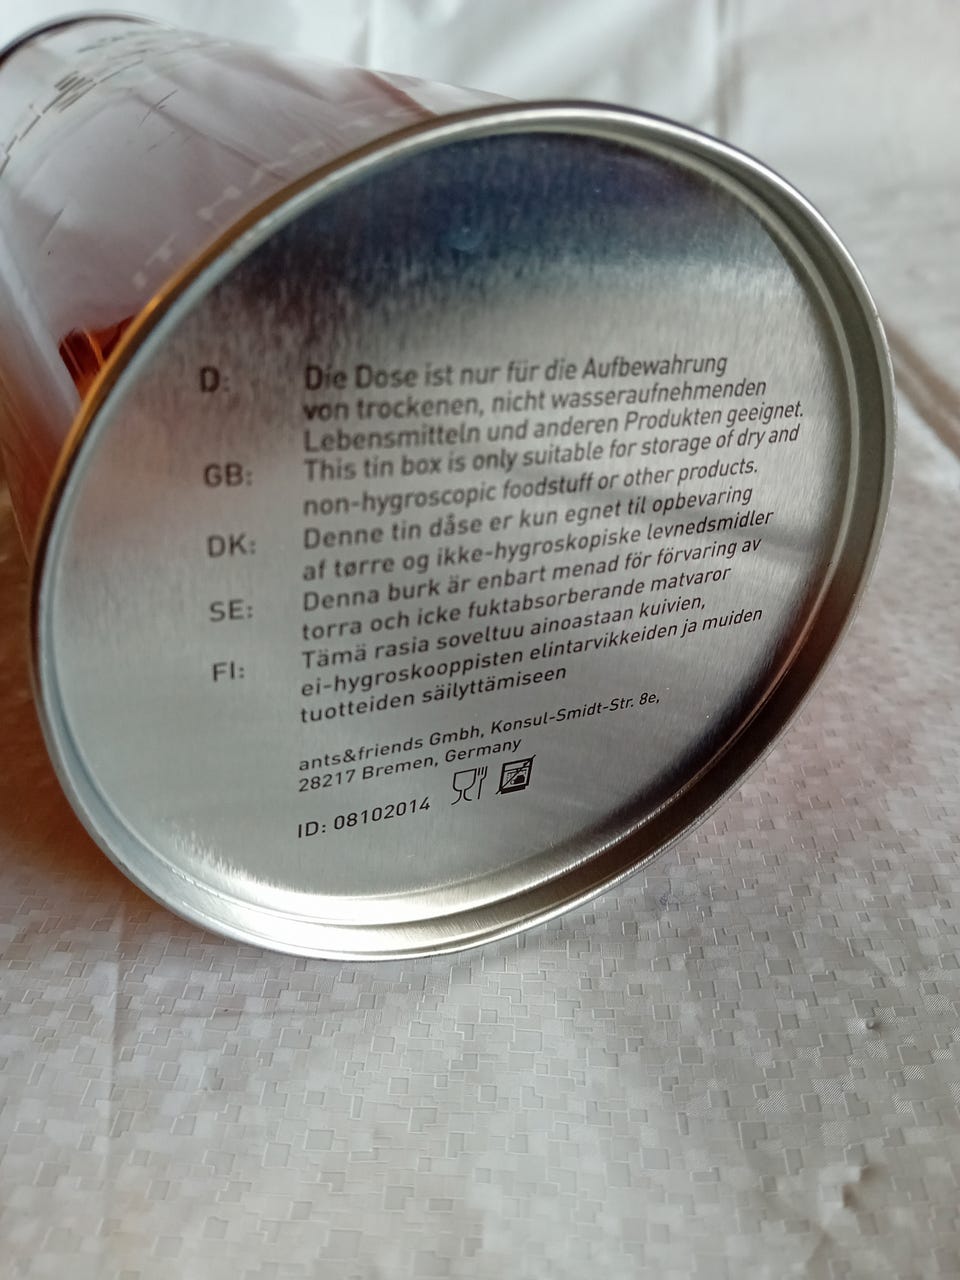 D: Die Dose ist nur für die Aufbewahrung
von trockenen, nicht wasseraufnehmenden
Lebensmitteln und anderen Produkten geeignet.
GB: This tin box is only suitable for storage of dry and
non-hygroscopic foodstuff or other products.
DK: Denne tin dåse er kun egnet til opbevaring
af tørre og ikke-hygroskopiske levnedsmidler
SE: Denna burk är enbart menad för förvaring av
torra och icke fuktabsorberande matvaror
FI: Tämä rasia soveltuu ainoastaan kuivien,
ei-hygroskooppisten elintarvikkeiden ja muiden
tuotteiden säilyttämiseen
ants&friends Gmbh, Konsul-Smidt-Str. 8e,
28217 Bremen, Germany
ID: 08102014